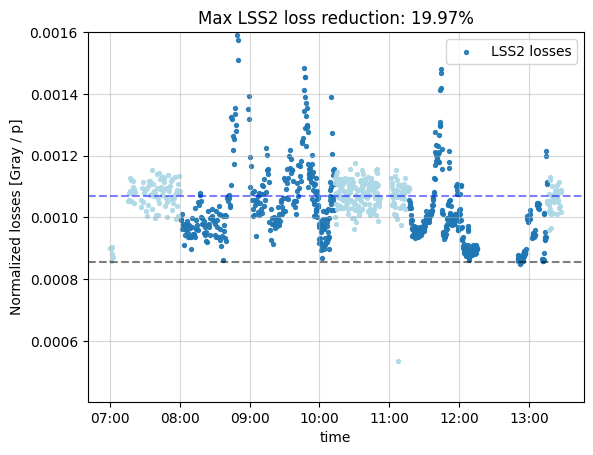 Max LSS2 loss reduction: 19.97%
LSS2 losses
Normalized losses [Gray / p]
0.0016
0.0014
0.0012
0.0010
0.0008
0.0006
07:00 08:00 09:00 10:00 11:00 12:00 13:00
time